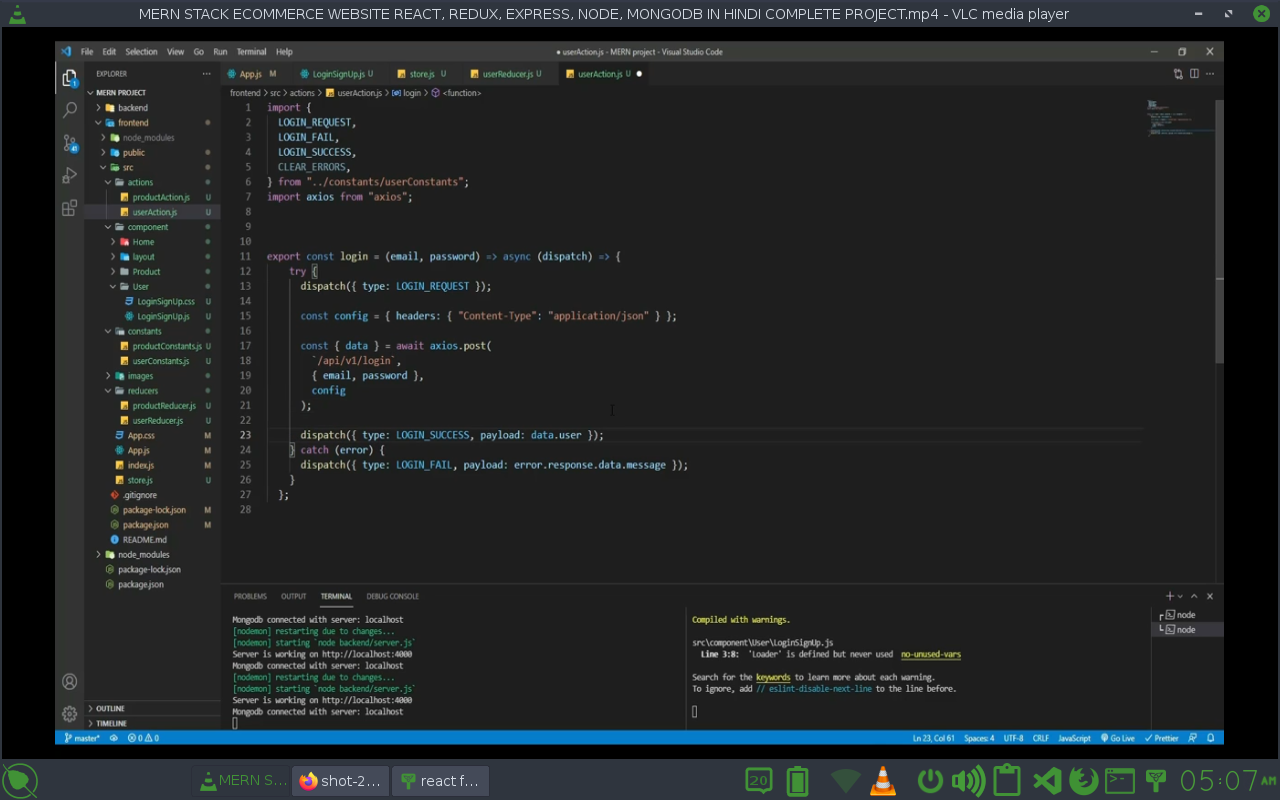 MERN STACK ECOMMERCE WEBSITE REACT, REDUX, EXPRESS, NODE, MONGODB IN HINDI COMPLETE PROJECT.mp4 - VLC media player
File Edit Selection View Go Run Terminal Help
● userAction.js - MERN project - Visual Studio Code
EXPLORER
App.js M
LoginSignUp.js U
store.js U
userReducer.js U
userAction.js U ●
frontend > src > actions > userAction.js > login > <function>
MERN PROJECT
backend
frontend
node_modules
public
src
actions
productAction.js U
userAction.js U
component
Home
layout
Product
User
LoginSignUp.css U
LoginSignUp.js U
constants
productConstants.js U
userConstants.js U
images
reducers
productReducer.js U
userReducer.js U
App.css M
App.js M
index.js M
store.js U
.gitignore
package-lock.json M
package.json M
README.md
node_modules
package-lock.json
package.json
OUTLINE
TIMELINE
1 import {
2 LOGIN_REQUEST,
3 LOGIN_FAIL,
4 LOGIN_SUCCESS,
5 CLEAR_ERRORS,
6 } from "../constants/userConstants";
7 import axios from "axios";
8
9
10
11 export const login = (email, password) => async (dispatch) => {
12 try {
13 dispatch({ type: LOGIN_REQUEST });
14
15 const config = { headers: { "Content-Type": "application/json" } };
16
17 const { data } = await axios.post(
18 `/api/v1/login`,
19 { email, password },
20 config
21 );
22
23 dispatch({ type: LOGIN_SUCCESS, payload: data.user });
24 } catch (error) {
25 dispatch({ type: LOGIN_FAIL, payload: error.response.data.message });
26 }
27 };
28
PROBLEMS OUTPUT TERMINAL DEBUG CONSOLE
Mongodb connected with server: localhost
[nodemon] restarting due to changes...
[nodemon] starting `node backend/server.js`
Server is working on http://localhost:4000
Mongodb connected with server: localhost
[nodemon] restarting due to changes...
[nodemon] starting `node backend/server.js`
Server is working on http://localhost:4000
Mongodb connected with server: localhost
Compiled with warnings.
src\component\User\LoginSignUp.js
Line 3:8: 'Loader' is defined but never used no-unused-vars
Search for the keywords to learn more about each warning.
To ignore, add // eslint-disable-next-line to the line before.
node
node
master* 0 0
Ln 23, Col 61 Spaces: 4 UTF-8 CRLF JavaScript Go Live Prettier
MERN S...
shot-2...
react f...
20
05:07 AM